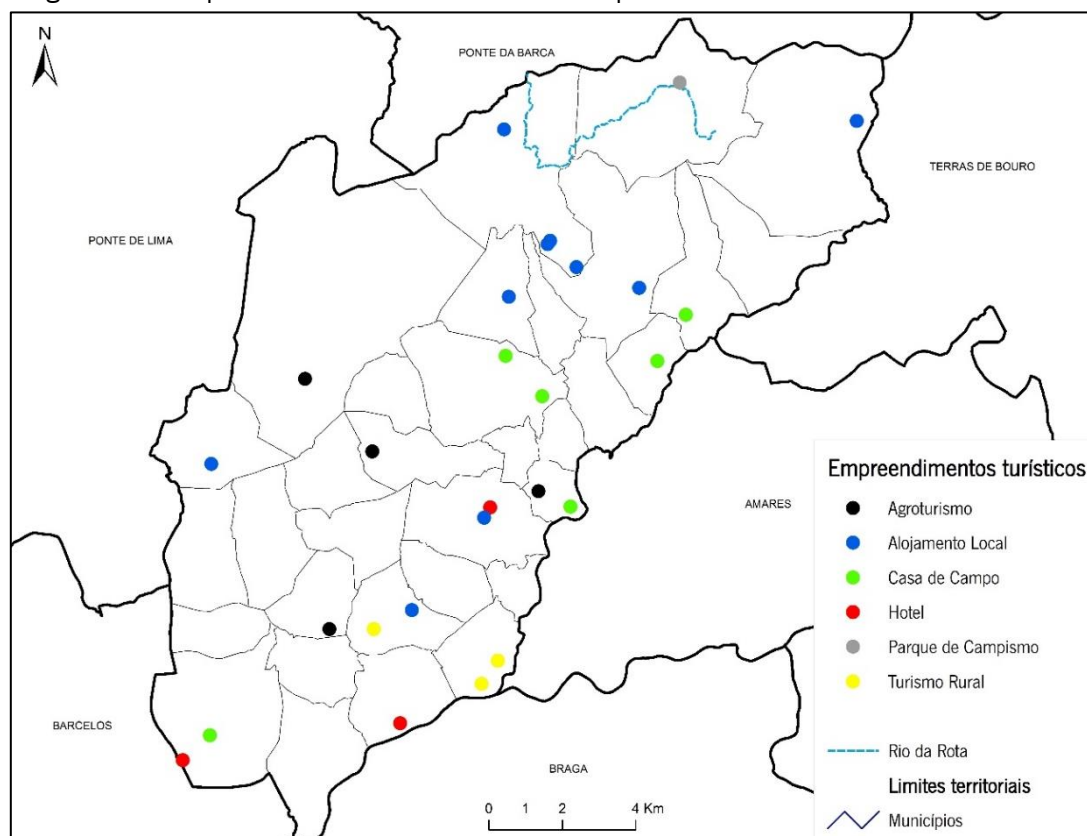 N
PONTE DA BARCA
TERRAS DE BOURO
PONTE DE LIMA
AMARES
BARCELOS
BRAGA
0 1 2 4 Km
Empreendimentos turísticos
Agroturismo
Alojamento Local
Casa de Campo
Hotel
Parque de Campismo
Turismo Rural
Rio da Rota
Limites territoriais
Municípios